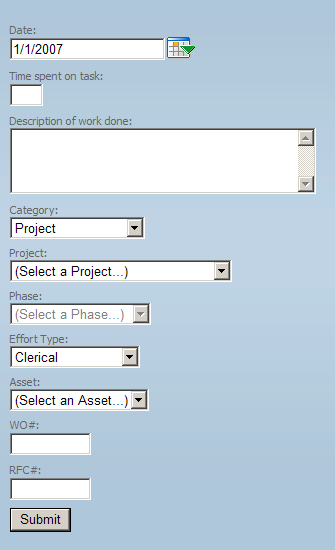 Date:
1/1/2007
Time spent on task:
Description of work done:
Category:
Project
Project:
(Select a Project...)
Phase:
(Select a Phase...)
Effort Type:
Clerical
Asset:
(Select an Asset...)
WO#:
RFC#:
Submit